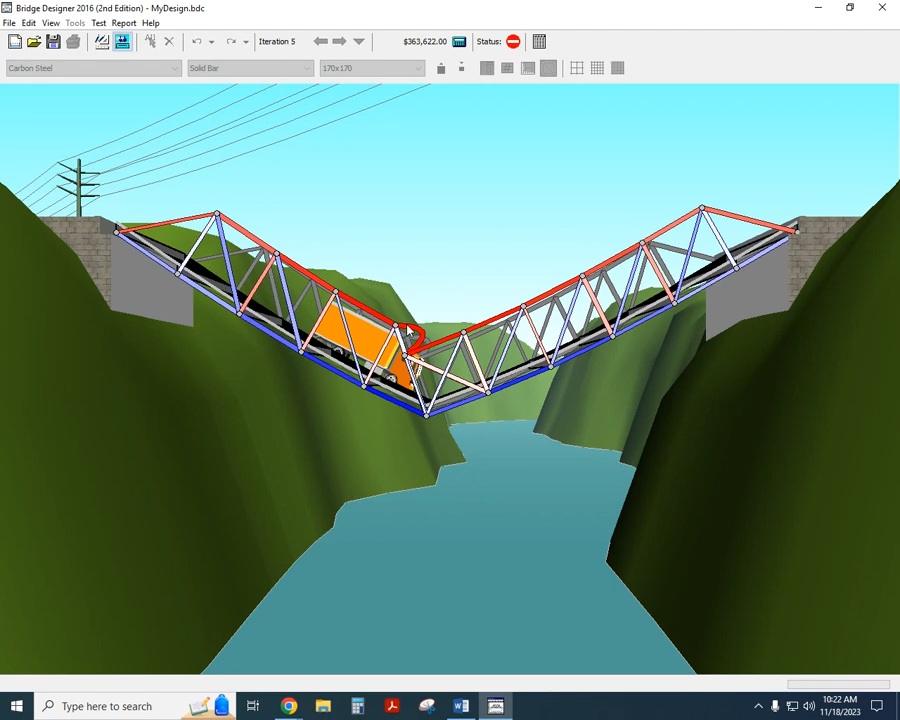 Bridge Designer 2016 (2nd Edition) - MyDesign.bdc
File Edit View Tools Test Report Help
Iteration 5 $363,622.00 Status:
Carbon Steel Solid Bar 170x170
Type here to search
10:22 AM
11/18/2023